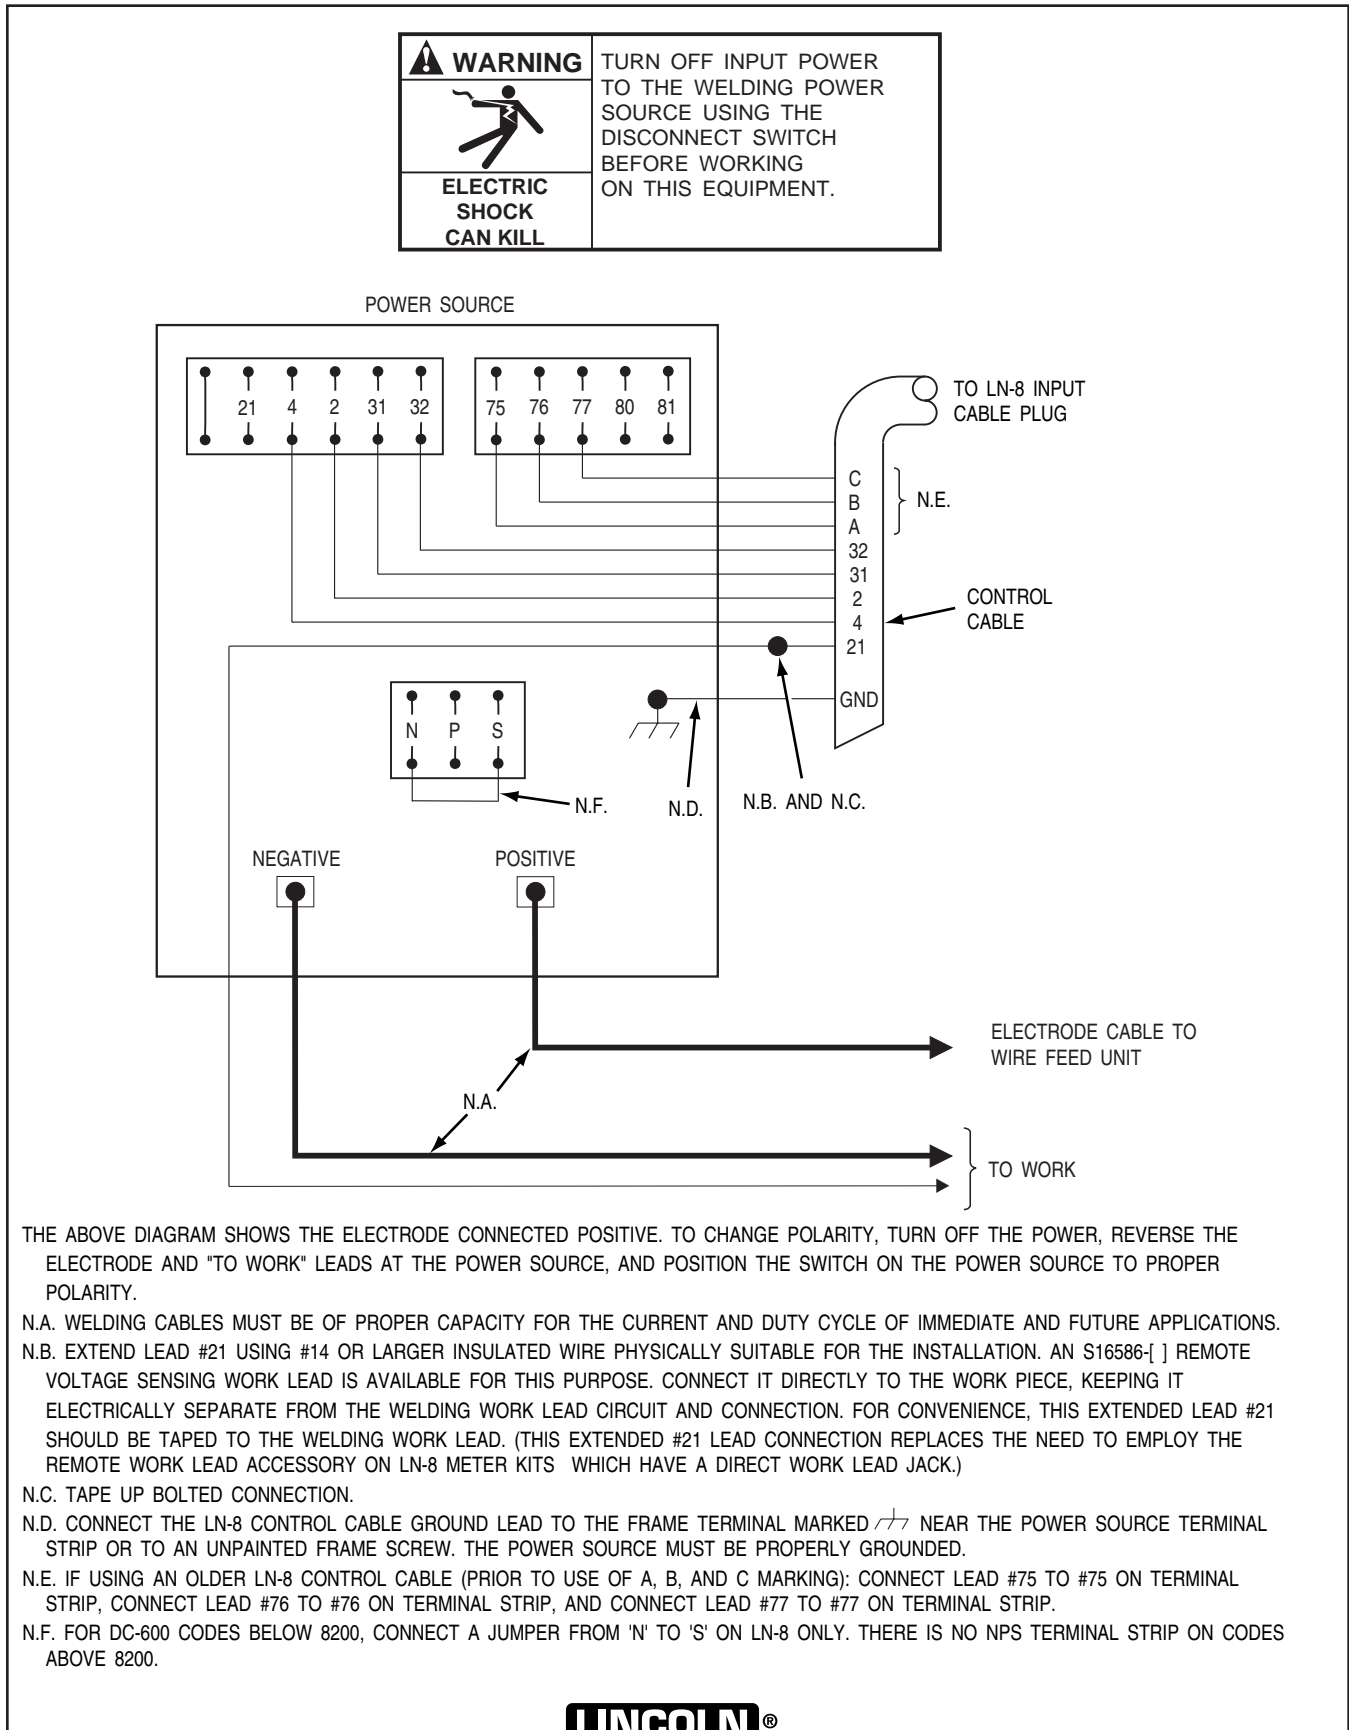 WARNING
ELECTRIC
SHOCK
CAN KILL
TURN OFF INPUT POWER
TO THE WELDING POWER
SOURCE USING THE
DISCONNECT SWITCH
BEFORE WORKING
ON THIS EQUIPMENT.
POWER SOURCE
21 4 2 31 32 75 76 77 80 81
TO LN-8 INPUT
CABLE PLUG
C
B
A
N.E.
32
31
2
4
21
CONTROL
CABLE
GND
N P S
N.F.
N.D.
N.B. AND N.C.
NEGATIVE
POSITIVE
ELECTRODE CABLE TO
WIRE FEED UNIT
N.A.
TO WORK
THE ABOVE DIAGRAM SHOWS THE ELECTRODE CONNECTED POSITIVE. TO CHANGE POLARITY, TURN OFF THE POWER, REVERSE THE
ELECTRODE AND "TO WORK" LEADS AT THE POWER SOURCE, AND POSITION THE SWITCH ON THE POWER SOURCE TO PROPER
POLARITY.
N.A. WELDING CABLES MUST BE OF PROPER CAPACITY FOR THE CURRENT AND DUTY CYCLE OF IMMEDIATE AND FUTURE APPLICATIONS.
N.B. EXTEND LEAD #21 USING #14 OR LARGER INSULATED WIRE PHYSICALLY SUITABLE FOR THE INSTALLATION. AN S16586-[ ] REMOTE
VOLTAGE SENSING WORK LEAD IS AVAILABLE FOR THIS PURPOSE. CONNECT IT DIRECTLY TO THE WORK PIECE, KEEPING IT
ELECTRICALLY SEPARATE FROM THE WELDING WORK LEAD CIRCUIT AND CONNECTION. FOR CONVENIENCE, THIS EXTENDED LEAD #21
SHOULD BE TAPED TO THE WELDING WORK LEAD. (THIS EXTENDED #21 LEAD CONNECTION REPLACES THE NEED TO EMPLOY THE
REMOTE WORK LEAD ACCESSORY ON LN-8 METER KITS WHICH HAVE A DIRECT WORK LEAD JACK.)
N.C. TAPE UP BOLTED CONNECTION.
N.D. CONNECT THE LN-8 CONTROL CABLE GROUND LEAD TO THE FRAME TERMINAL MARKED NEAR THE POWER SOURCE TERMINAL
STRIP OR TO AN UNPAINTED FRAME SCREW. THE POWER SOURCE MUST BE PROPERLY GROUNDED.
N.E. IF USING AN OLDER LN-8 CONTROL CABLE (PRIOR TO USE OF A, B, AND C MARKING): CONNECT LEAD #75 TO #75 ON TERMINAL
STRIP, CONNECT LEAD #76 TO #76 ON TERMINAL STRIP, AND CONNECT LEAD #77 TO #77 ON TERMINAL STRIP.
N.F. FOR DC-600 CODES BELOW 8200, CONNECT A JUMPER FROM 'N' TO 'S' ON LN-8 ONLY. THERE IS NO NPS TERMINAL STRIP ON CODES
ABOVE 8200.
LINCOLN ®